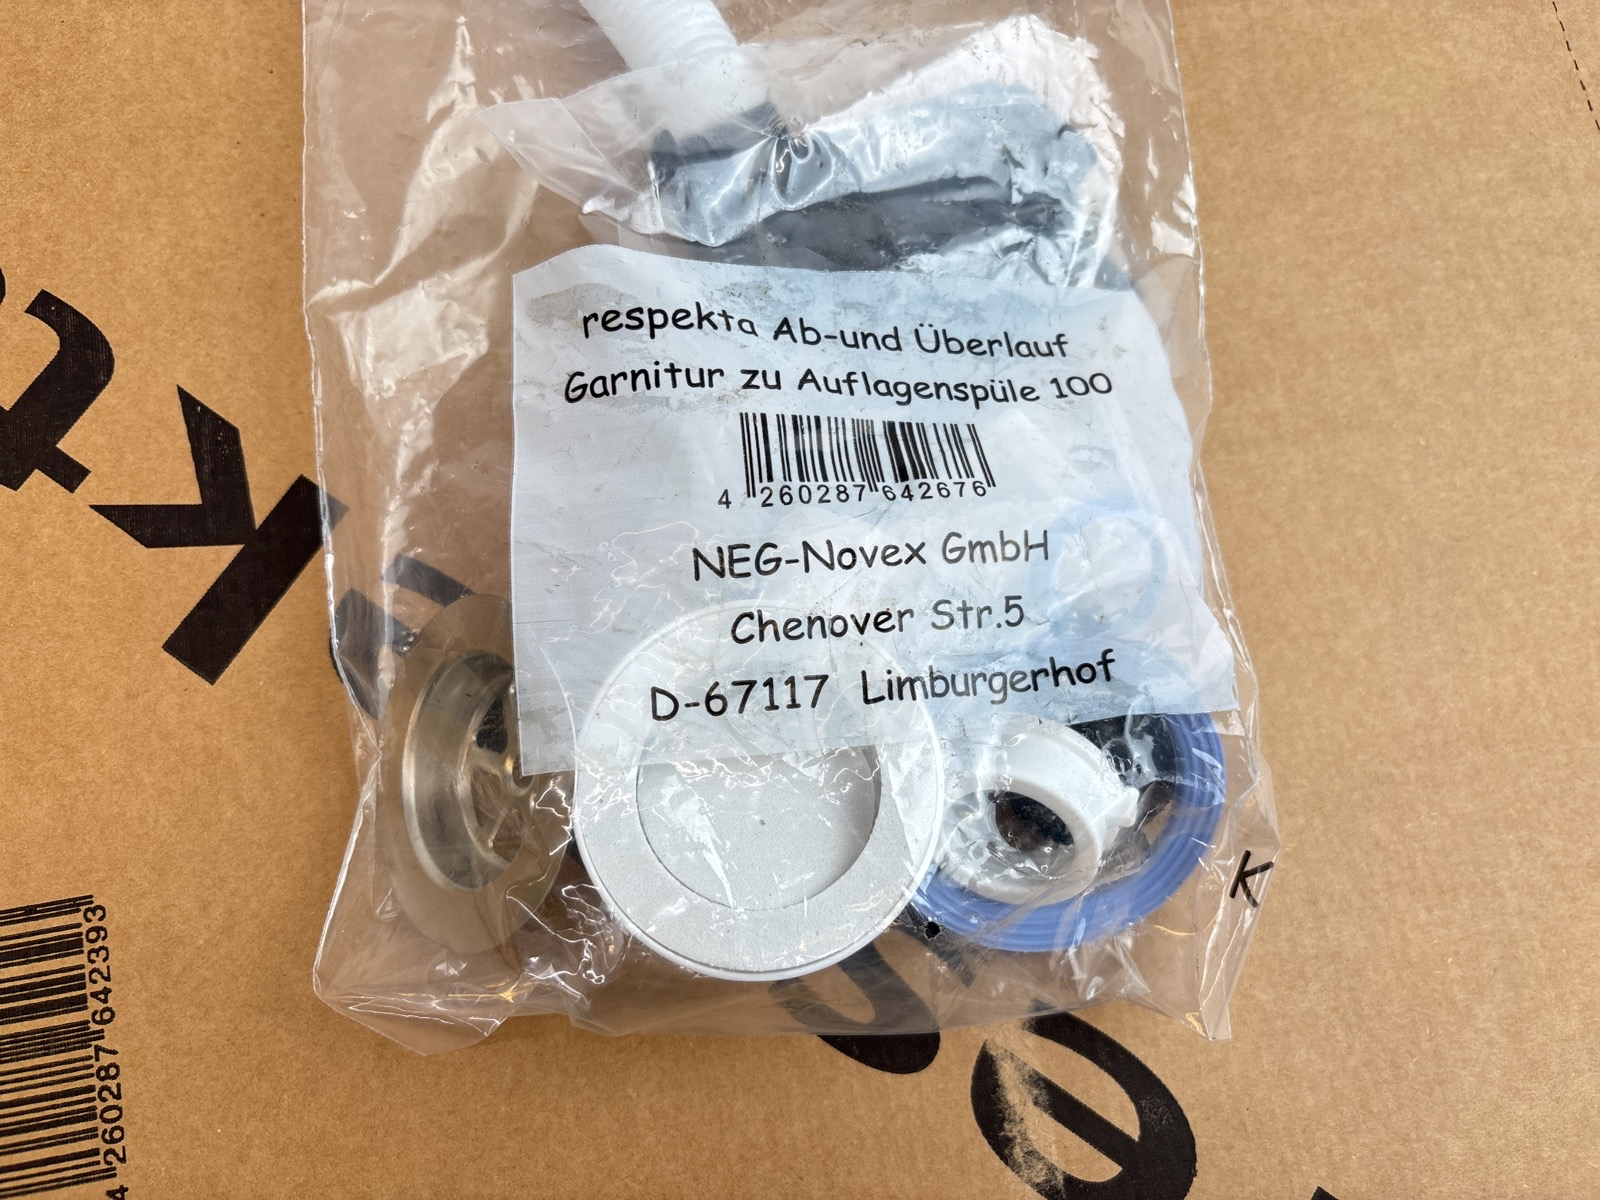 respekta Ab-und Überlauf
Garnitur zu Auflagenspüle 100
4 260287 642676
NEG-Novex GmbH
Chenover Str.5
D-67117 Limburgerhof
K
4 260287 642393